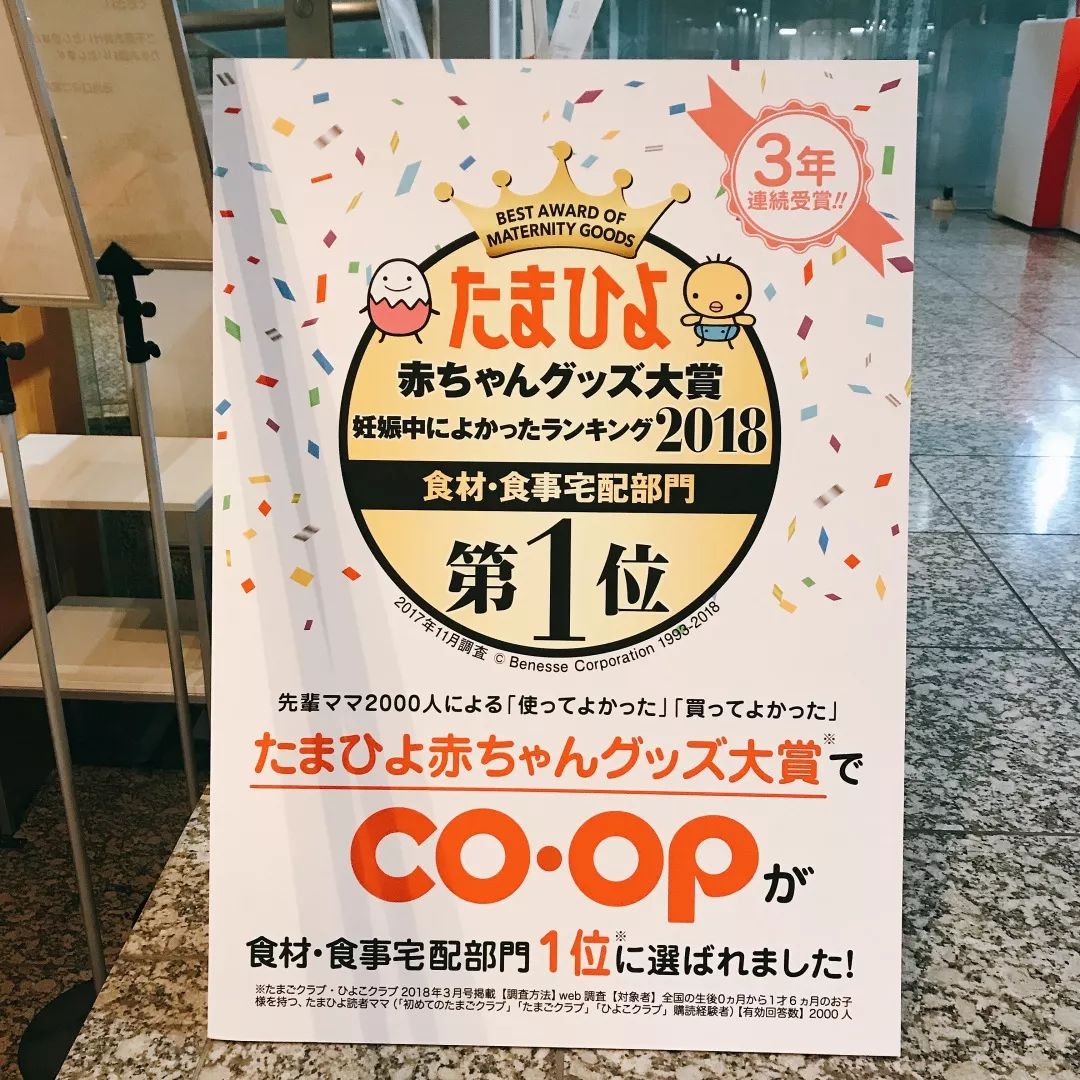 3年
連続受賞!!
BEST AWARD OF
MATERNITY GOODS
たまひよ
赤ちゃんグッズ大賞
妊娠中によかったランキング2018
食材・食事宅配部門
第1位
2017年11月調査 © Benesse Corporation 1993-2018
先輩ママ2000人による「使ってよかった」「買ってよかった」
たまひよ赤ちゃんグッズ大賞※で
CO・OPが
食材・食事宅配部門1位※に選ばれました!
※たまごクラブ・ひよこクラブ 2018年3月号掲載【調査方法】web調査【対象者】全国の生後0ヵ月から1才6ヵ月のお子
様を持つ、たまひよ読者ママ(「初めてのたまごクラブ」「たまごクラブ」「ひよこクラブ」購読経験者)【有効回答数】2000人